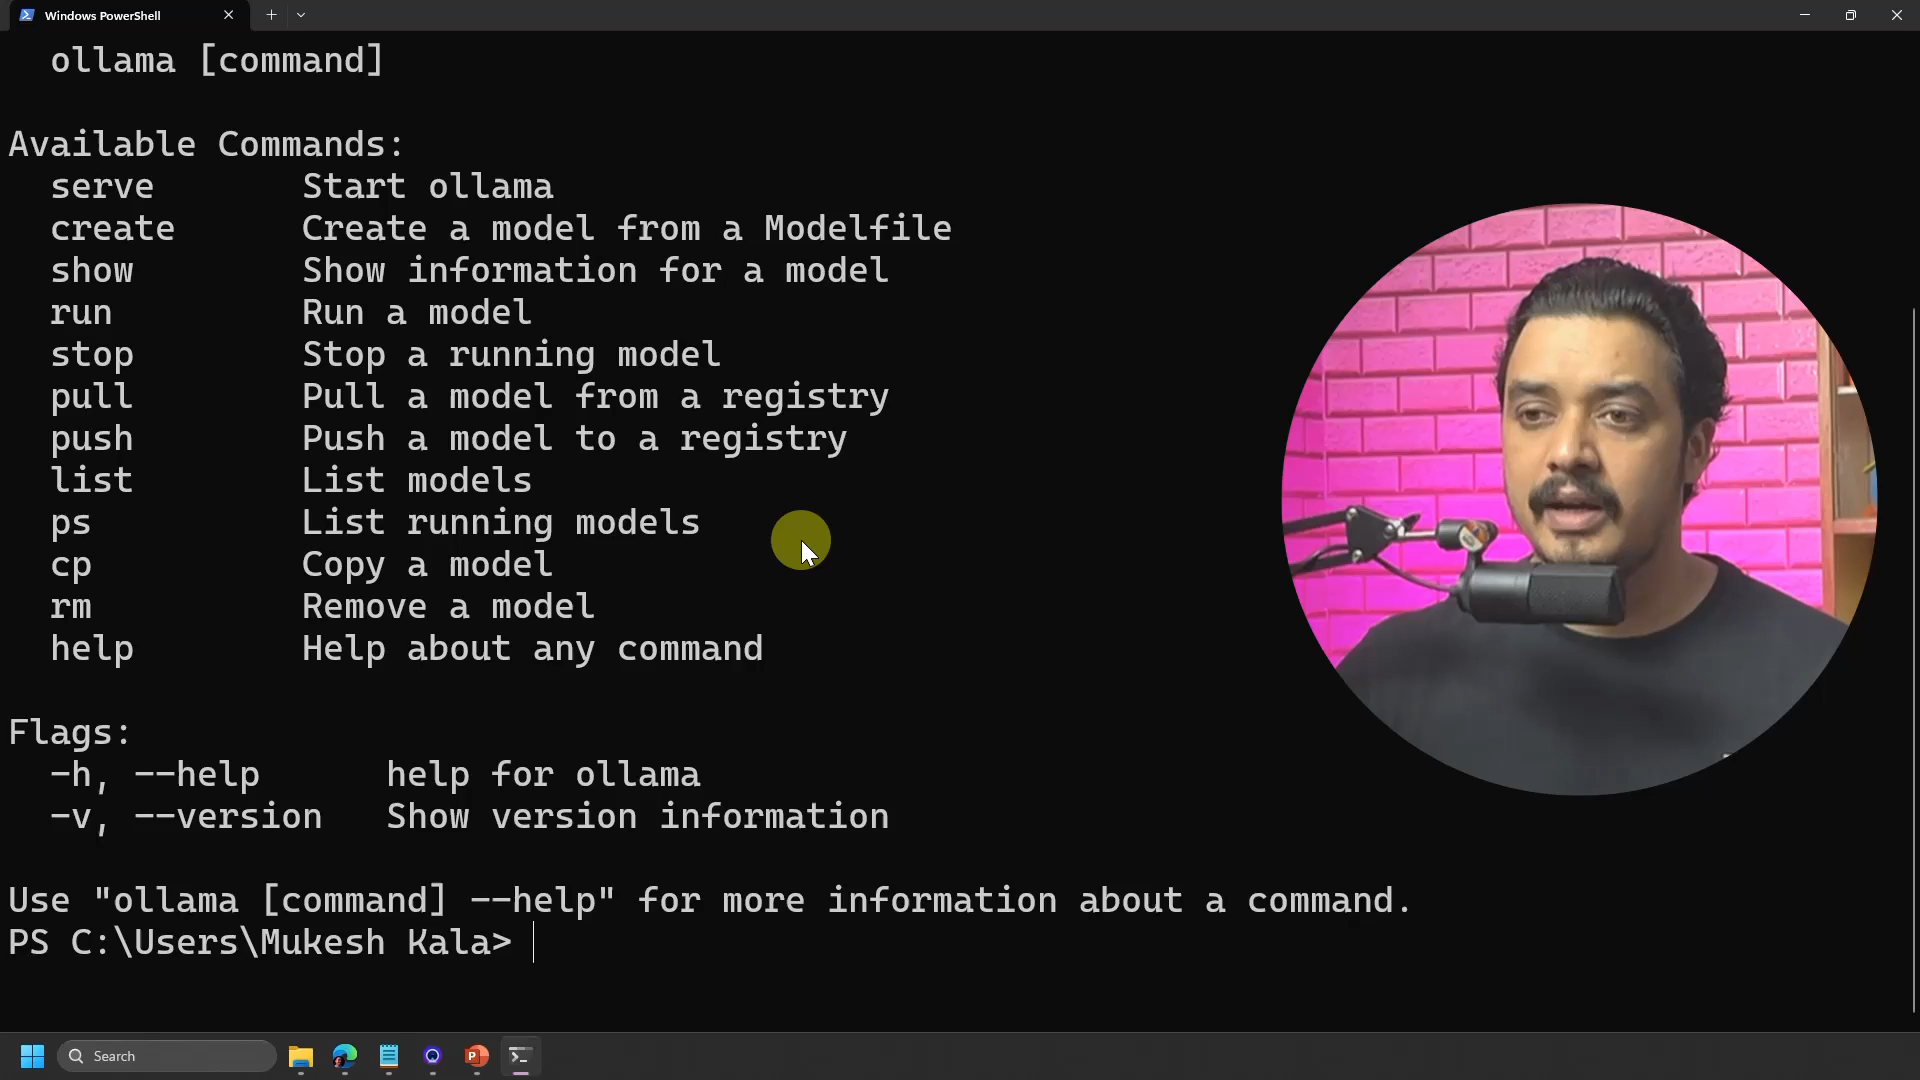 Windows PowerShell
ollama [command]
Available Commands:
serve Start ollama
create Create a model from a Modelfile
show Show information for a model
run Run a model
stop Stop a running model
pull Pull a model from a registry
push Push a model to a registry
list List models
ps List running models
cp Copy a model
rm Remove a model
help Help about any command
Flags:
-h, --help help for ollama
-v, --version Show version information
Use "ollama [command] --help" for more information about a command.
PS C:\Users\Mukesh Kala>
Search